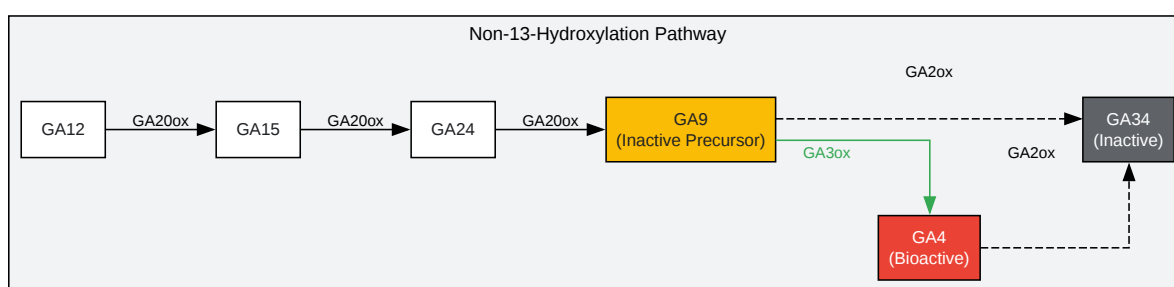 Non-13-Hydroxylation Pathway
GA2ox
GA12
GA20ox
GA15
GA20ox
GA24
GA20ox
GA9
(Inactive Precursor)
GA34
(Inactive)
GA3ox
GA2ox
GA4
(Bioactive)